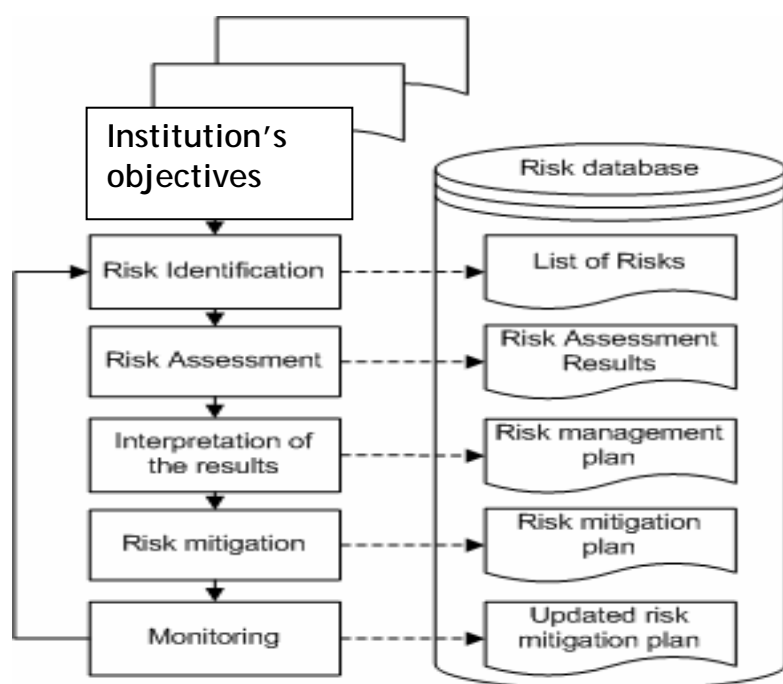 Institution's
objectives
Risk database
Risk Identification
List of Risks
Risk Assessment
Risk Assessment
Results
Interpretation of
the results
Risk management
plan
Risk mitigation
Risk mitigation
plan
Monitoring
Updated risk
mitigation plan